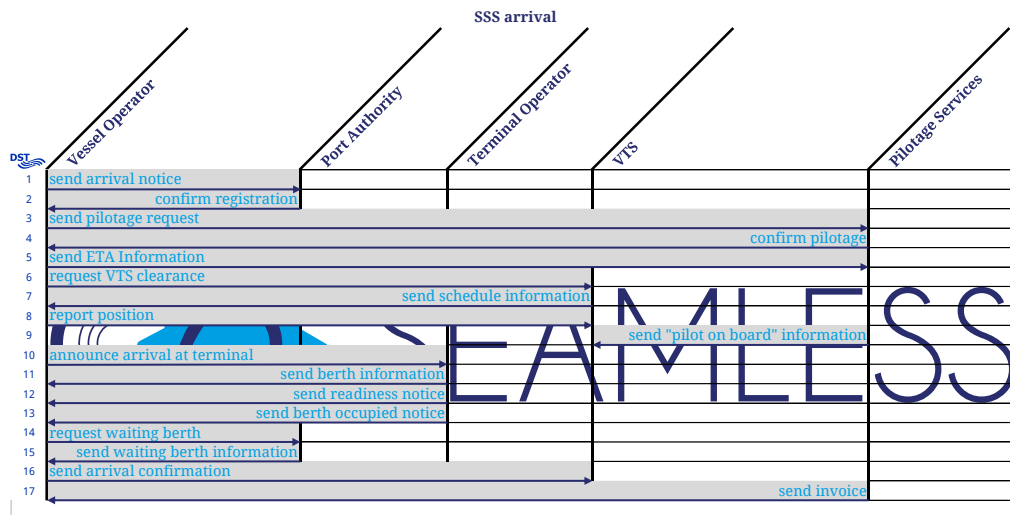 SSS arrival
Vessel Operator
Port Authority
Terminal Operator
VTS
Pilotage Services
DST
1 send arrival notice
2 confirm registration
3 send pilotage request
4 confirm pilotage
5 send ETA Information
6 request VTS clearance
7 send schedule information
8 report position
9 send "pilot on board" information
10 announce arrival at terminal
11 send berth information
12 send readiness notice
13 send berth occupied notice
14 request waiting berth
15 send waiting berth information
16 send arrival confirmation
17 send invoice
SEAMLESS